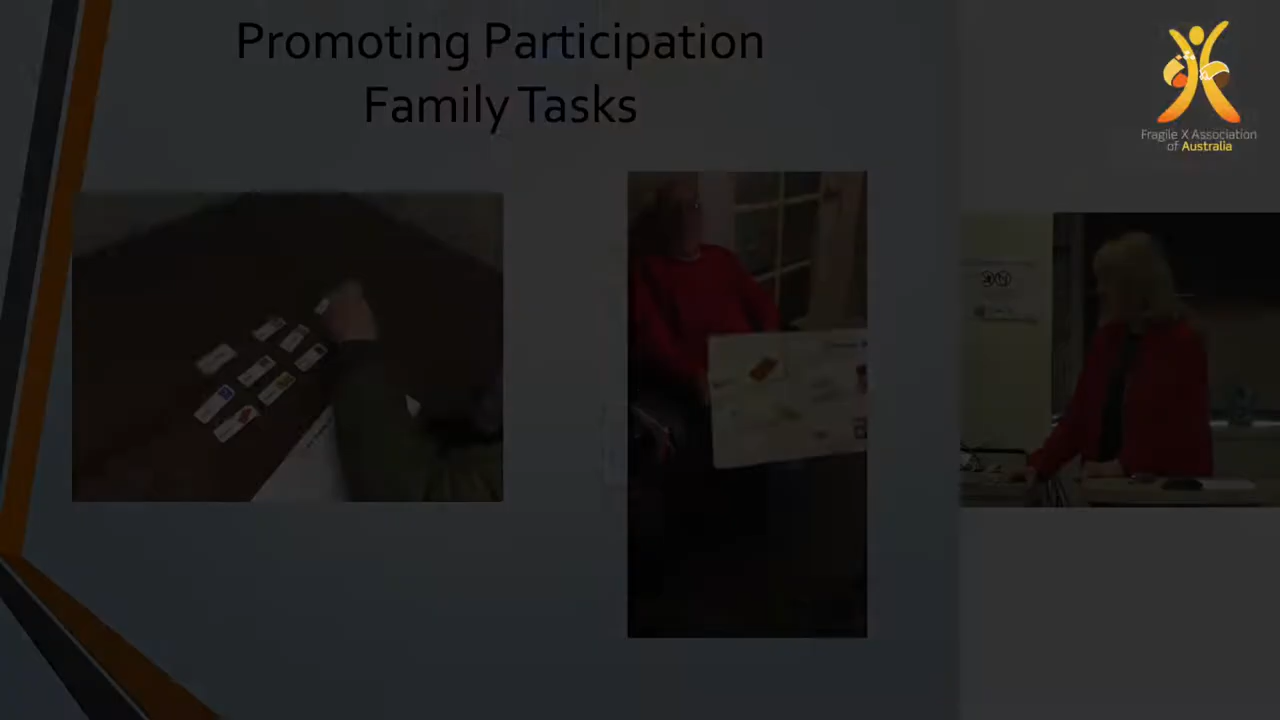 Promoting Participation
Family Tasks
Fragile X Association
of Australia